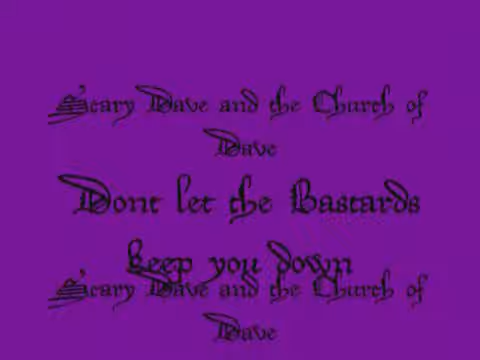 Scary Dave and the Church of
Dave
Dont let the Bastards
keep you down
Scary Dave and the Church of
Dave